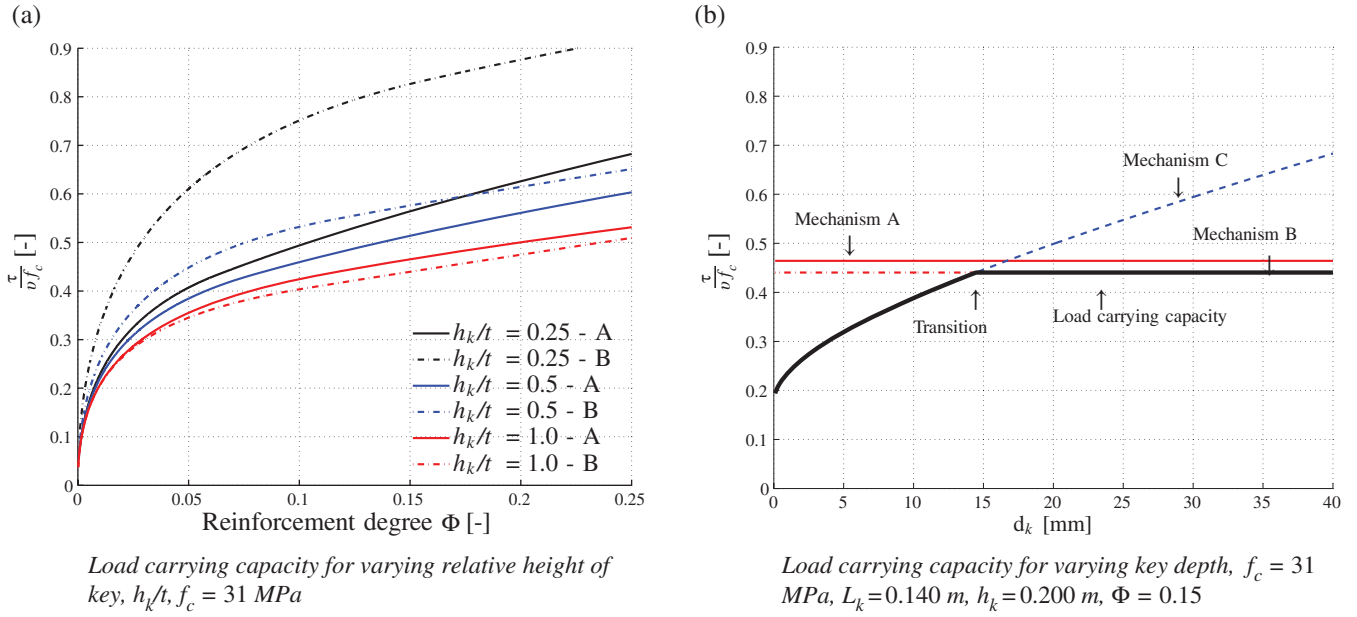 (a)
0.9
0.8
0.7
0.6
0.5
0.4
0.3
0.2
0.1
0
τ/υf_c [-]
h_k/t = 0.25 - A
h_k/t = 0.25 - B
h_k/t = 0.5 - A
h_k/t = 0.5 - B
h_k/t = 1.0 - A
h_k/t = 1.0 - B
0 0.05 0.1 0.15 0.2 0.25
Reinforcement degree Φ [-]
Load carrying capacity for varying relative height of
key, h_k/t, f_c = 31 MPa
(b)
0.9
0.8
0.7
0.6
0.5
0.4
0.3
0.2
0.1
0
τ/υf_c [-]
Mechanism C
Mechanism A
Mechanism B
Transition
Load carrying capacity
0 5 10 15 20 25 30 35 40
d_k [mm]
Load carrying capacity for varying key depth, f_c = 31
MPa, L_k=0.140 m, h_k=0.200 m, Φ = 0.15